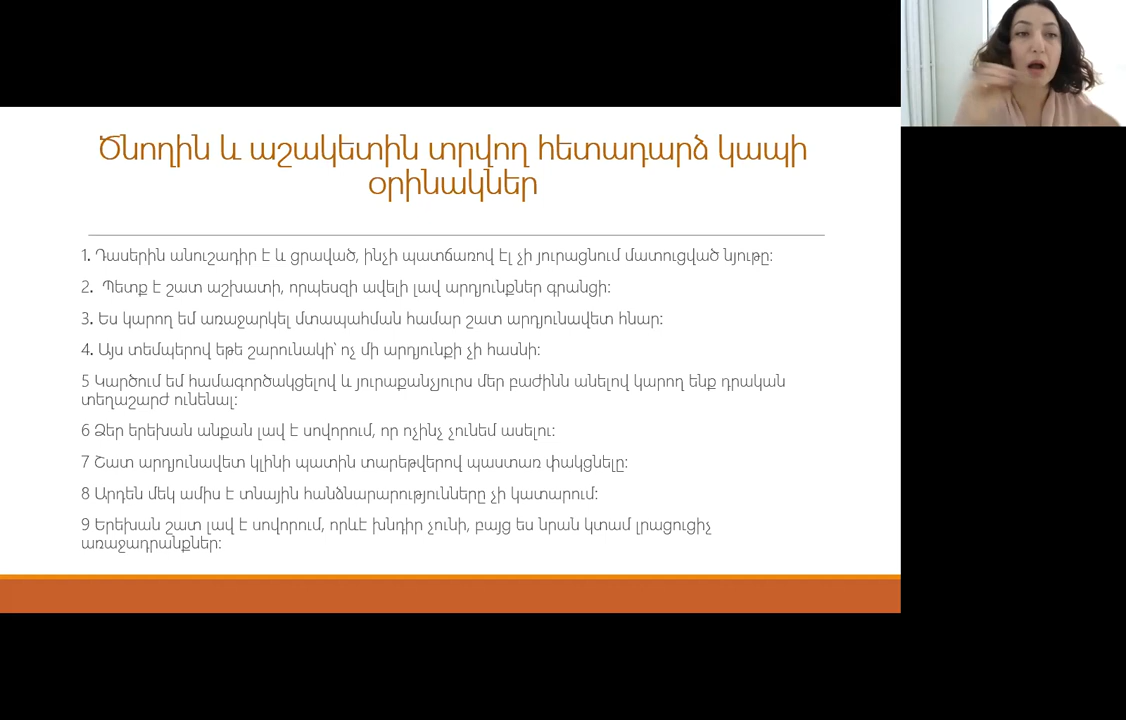 Ծնողին և աշակետին տրվող հետադարձ կապի
օրինակներ
1. Դասերին անուշադիր է և ցրաված, ինչի պատճառով էլ չի յուրացնում մատուցված նյութը:
2. Պետք է շատ աշխատի, որպեսզի ավելի լավ արդյունքներ գրանցի:
3. Ես կարող եմ առաջարկել մտապահման համար շատ արդյունավետ հնար:
4. Այս տեմպերով եթե շարունակի՝ ոչ մի արդյունքի չի հասնի:
5 Կարծում եմ համագործակցելով և յուրաքանչյուրս մեր բաժինն անելով կարող ենք դրական
տեղաշարժ ունենալ:
6 Ձեր երեխան անքան լավ է սովորում, որ ոչինչ չունեմ ասելու:
7 Շատ արդյունավետ կլինի պատին տարեթվերով պաստառ փակցնելը:
8 Արդեն մեկ ամիս է տնային հանձնարարությունները չի կատարում:
9 Երեխան շատ լավ է սովորում, որևէ խնդիր չունի, բայց ես նրան կտամ լրացուցիչ
առաջադրանքներ: